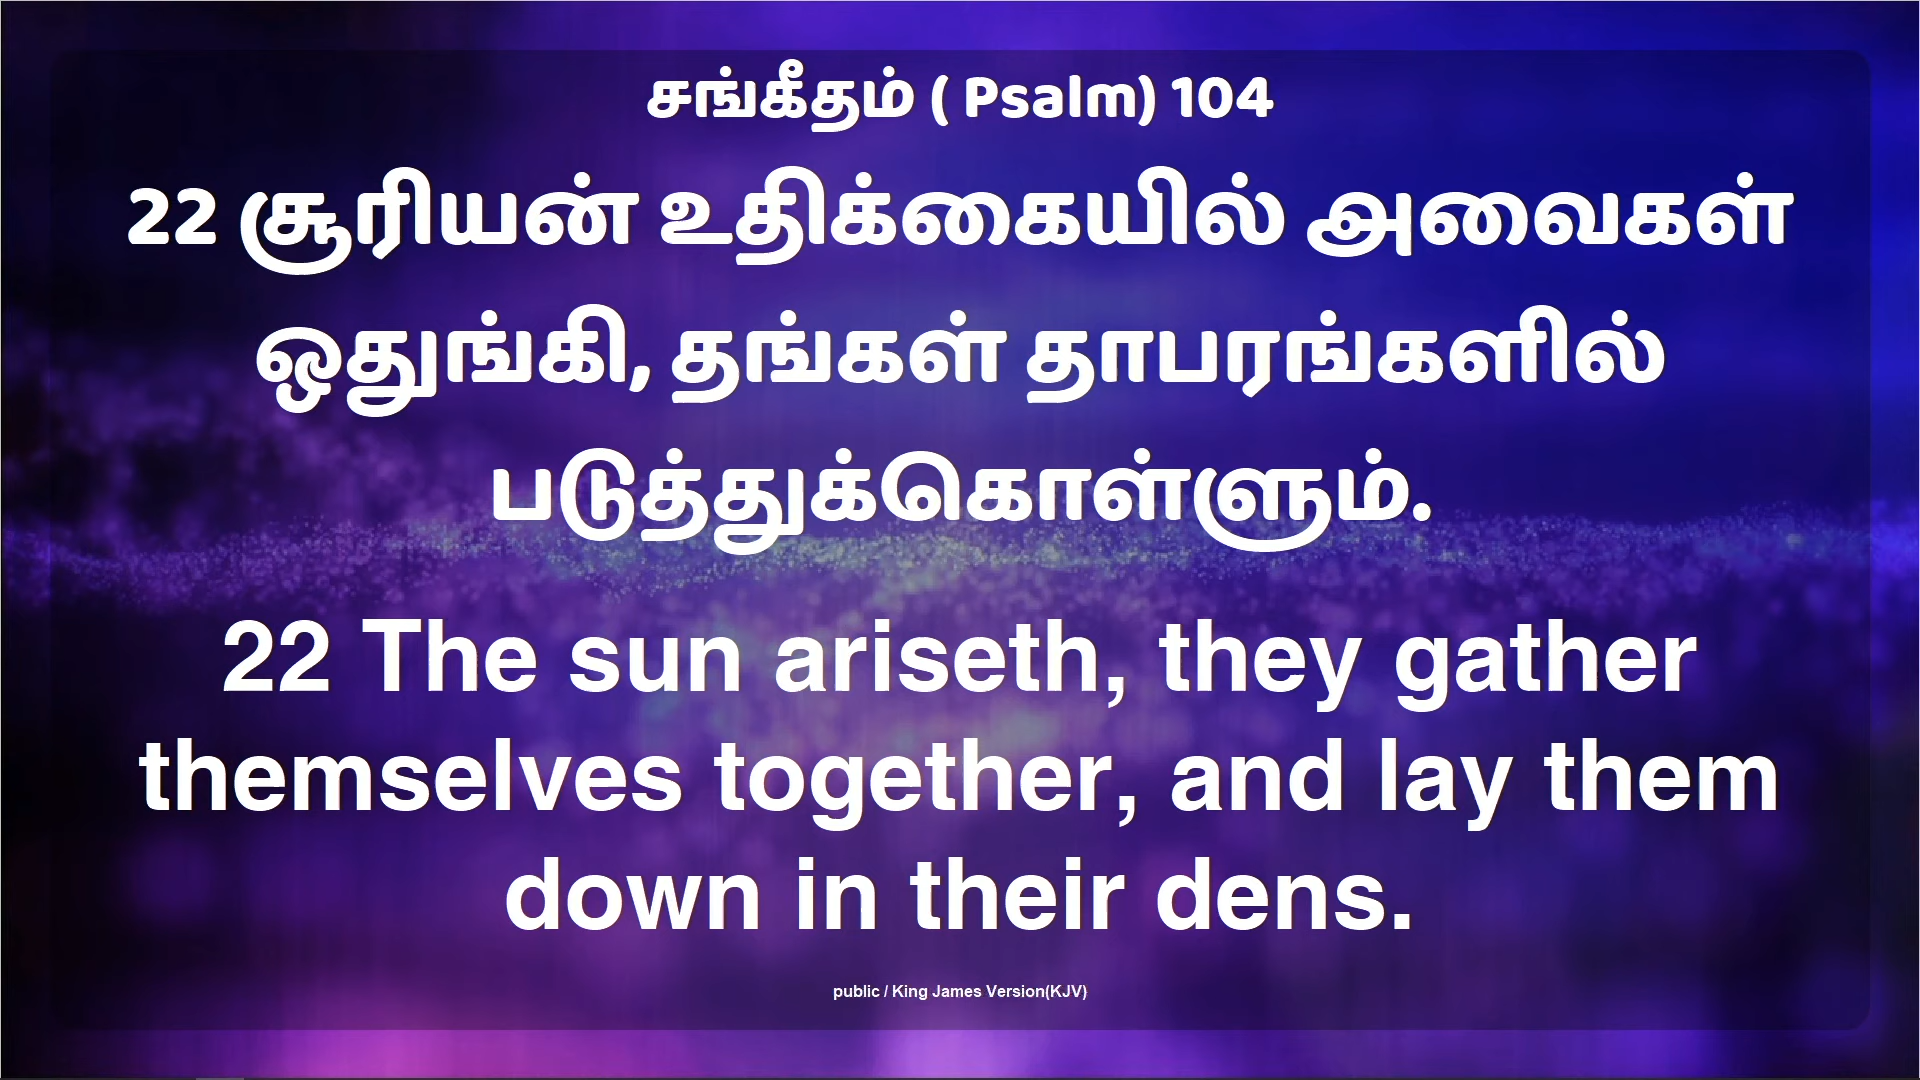 சங்கீதம் ( Psalm) 104
22 சூரியன் உதிக்கையில் அவைகள்
ஒதுங்கி, தங்கள் தாபரங்களில்
படுத்துக்கொள்ளும்.
22 The sun ariseth, they gather
themselves together, and lay them
down in their dens.
public / King James Version(KJV)